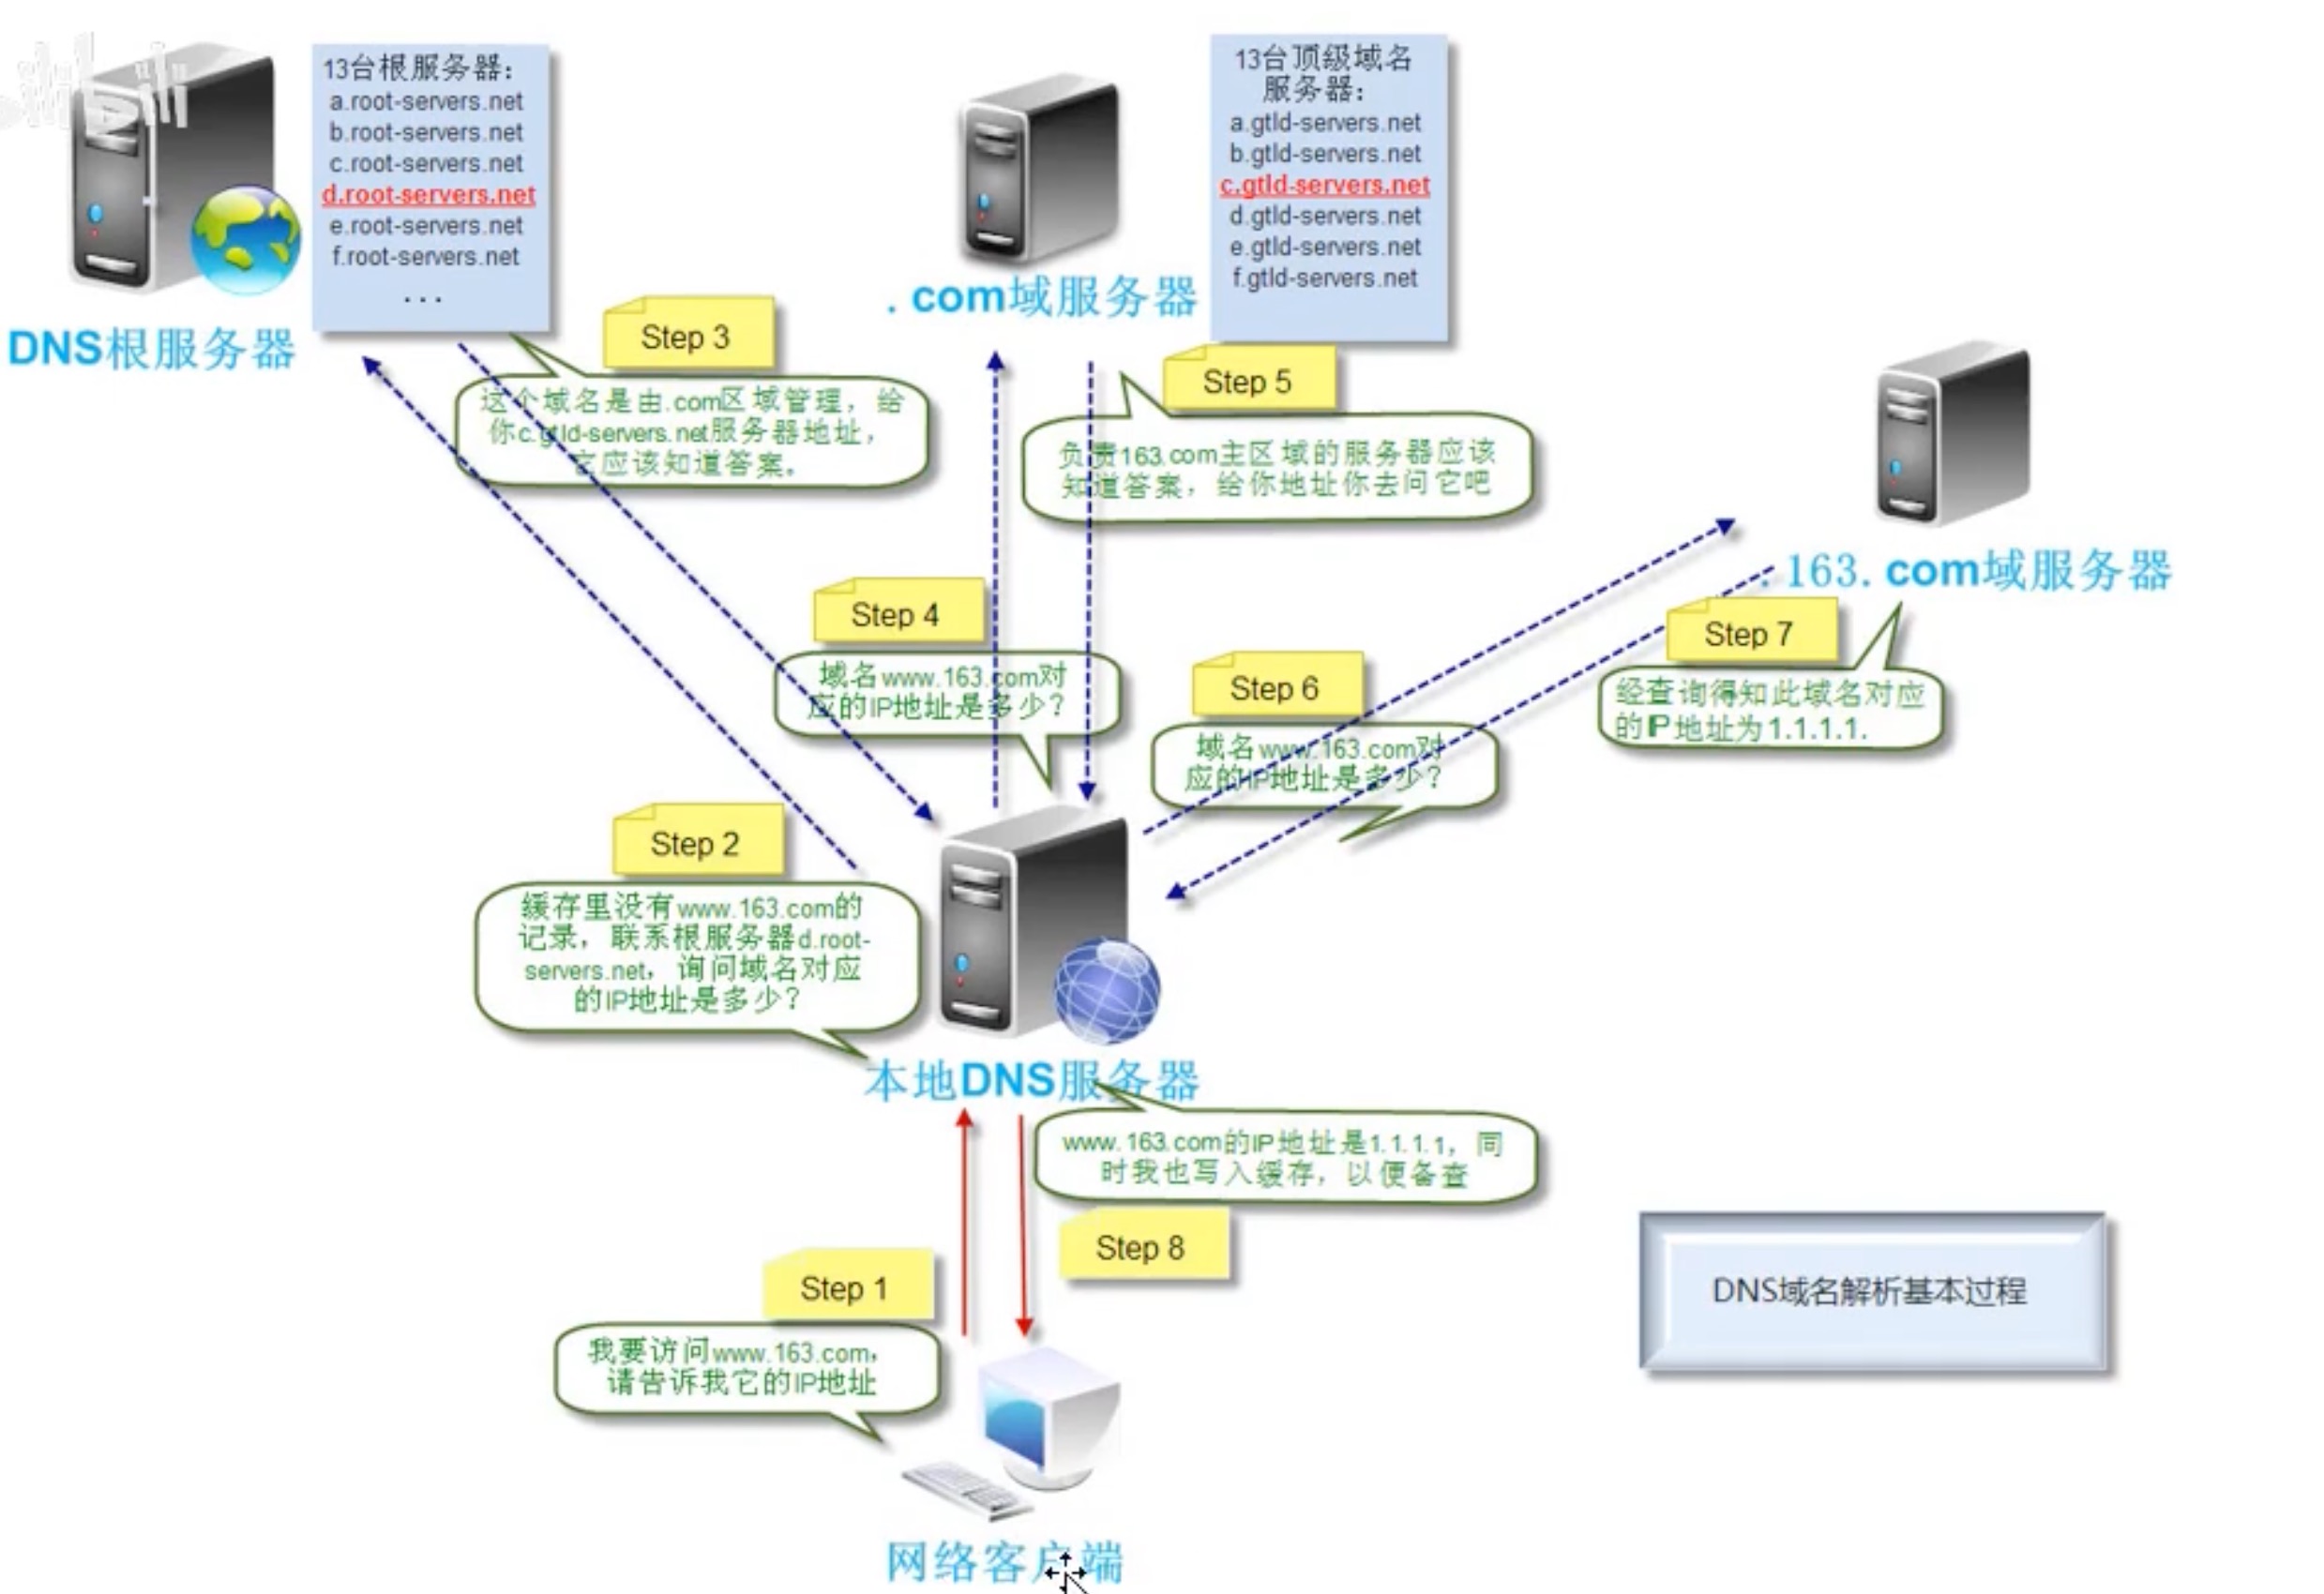 bilibili
13台根服务器：
a.root-servers.net
b.root-servers.net
c.root-servers.net
d.root-servers.net
e.root-servers.net
f.root-servers.net
...
DNS根服务器
13台顶级域名
服务器：
a.gtld-servers.net
b.gtld-servers.net
c.gtld-servers.net
d.gtld-servers.net
e.gtld-servers.net
f.gtld-servers.net
.com域服务器
Step 3
这个域名是由.com区域管理，给
你c.gtld-servers.net服务器地址，
它应该知道答案。
Step 5
负责163.com主区域的服务器应该
知道答案，给你地址你去问它吧
.163.com域服务器
Step 4
域名www.163.com对
应的IP地址是多少？
Step 6
域名www.163.com对
应的IP地址是多少？
Step 7
经查询得知此域名对应
的IP地址为1.1.1.1.
Step 2
缓存里没有www.163.com的
记录，联系根服务器d.root-
servers.net，询问域名对应
的IP地址是多少？
本地DNS服务器
www.163.com的IP地址是1.1.1.1，同
时我也写入缓存，以便备查
Step 8
Step 1
我要访问www.163.com，
请告诉我它的IP地址
网络客户端
DNS域名解析基本过程